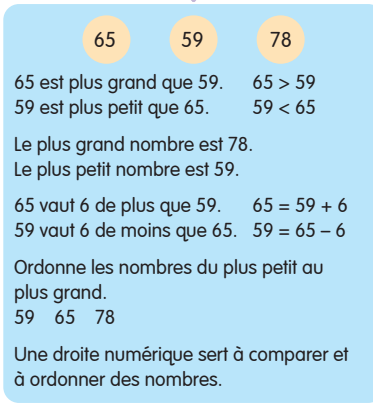 65 59 78
65 est plus grand que 59. 65 > 59
59 est plus petit que 65. 59 < 65
Le plus grand nombre est 78.
Le plus petit nombre est 59.
65 vaut 6 de plus que 59. 65 = 59 + 6
59 vaut 6 de moins que 65. 59 = 65 – 6
Ordonne les nombres du plus petit au
plus grand.
59 65 78
Une droite numérique sert à comparer et
à ordonner des nombres.